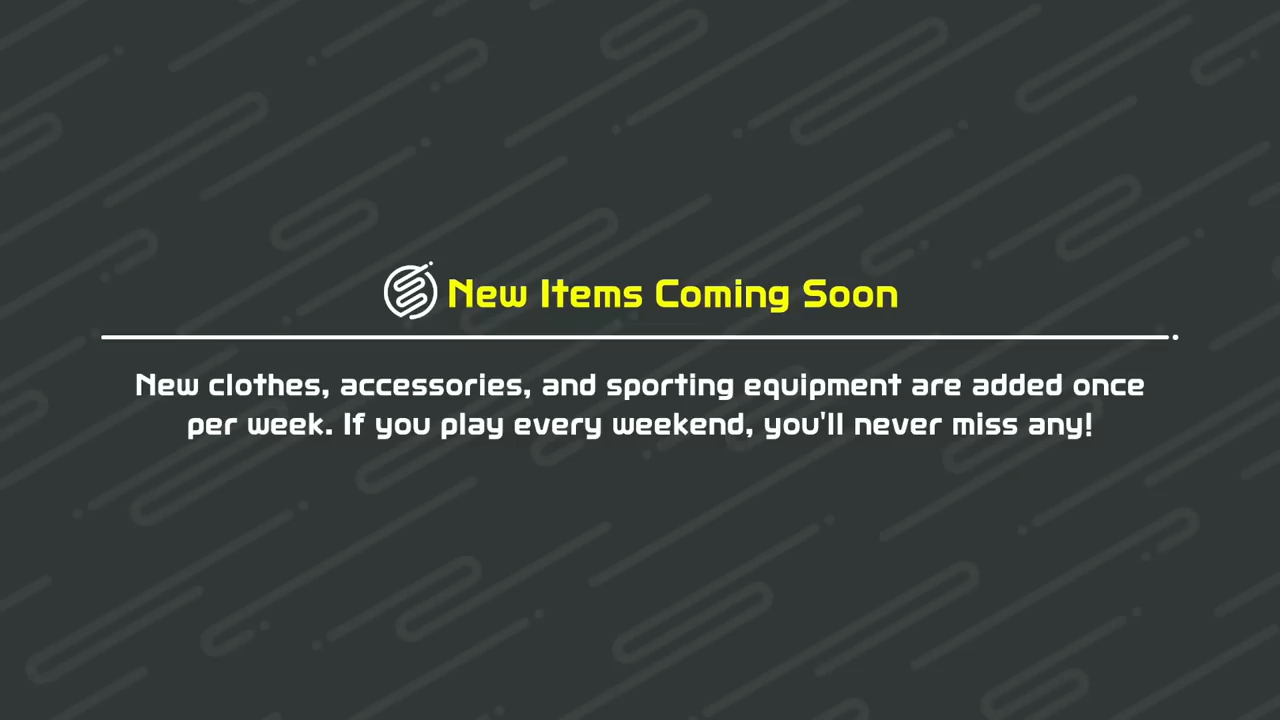 New Items Coming Soon
New clothes, accessories, and sporting equipment are added once
per week. If you play every weekend, you'll never miss any!